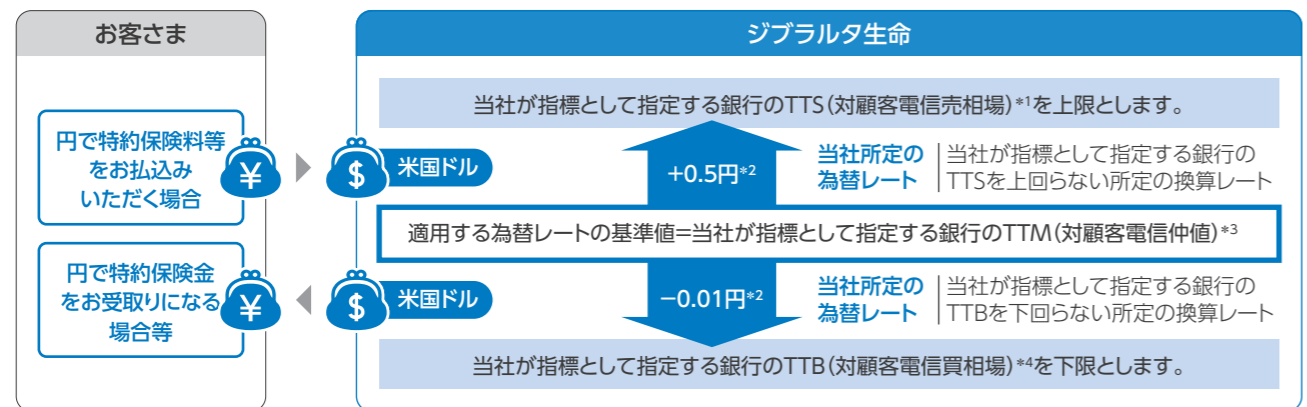 お客さま
ジブラルタ生命
当社が指標として指定する銀行のTTS(対顧客電信売相場)*1を上限とします。
円で特約保険料等
をお払込み
いただく場合
¥
$
米国ドル
+0.5円*2
当社所定の
為替レート
当社が指標として指定する銀行の
TTSを上回らない所定の換算レート
適用する為替レートの基準値=当社が指標として指定する銀行のTTM(対顧客電信仲値)*3
円で特約保険金
をお受取りになる
場合等
¥
$
米国ドル
−0.01円*2
当社所定の
為替レート
当社が指標として指定する銀行の
TTBを下回らない所定の換算レート
当社が指標として指定する銀行のTTB(対顧客電信買相場)*4を下限とします。